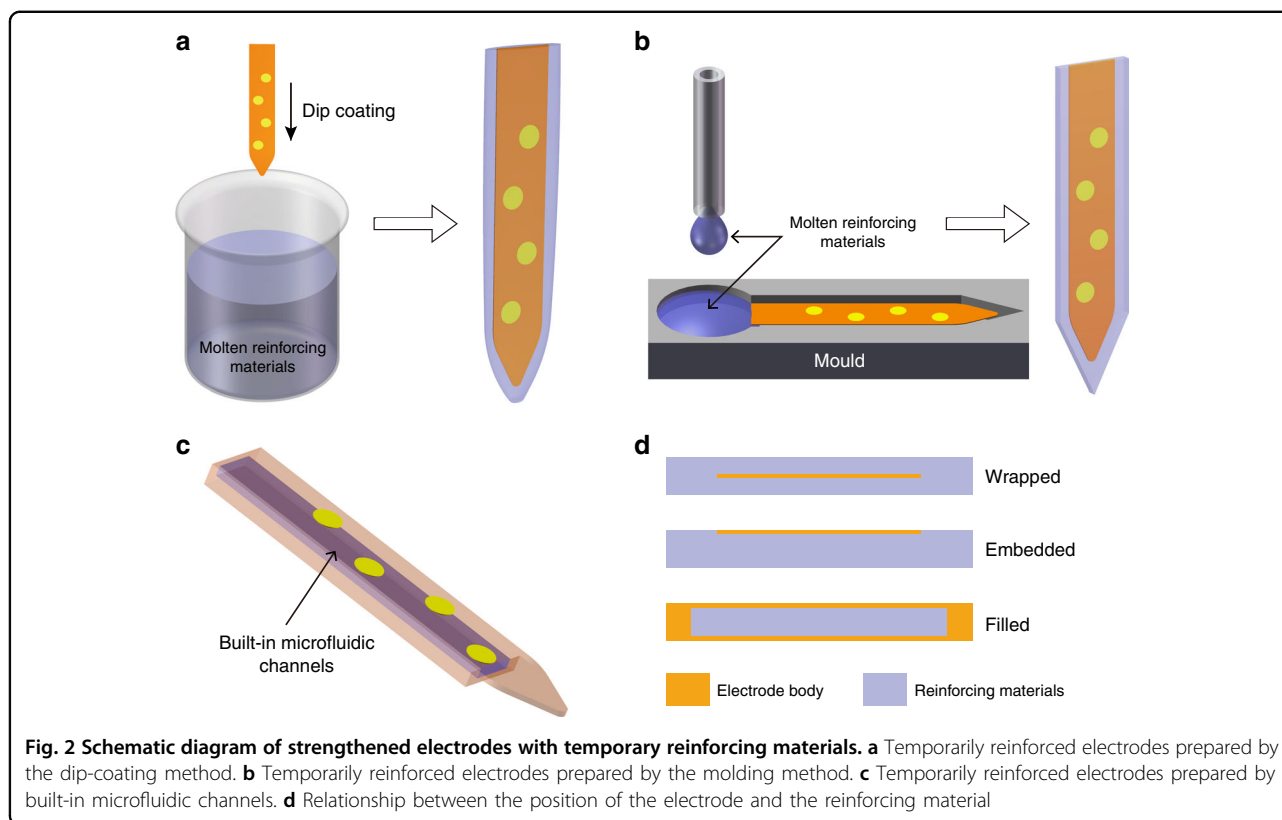 a
Dip coating
Molten reinforcing
materials
b
Molten reinforcing
materials
Mould
c
Built-in microfluidic
channels
d
Wrapped
Embedded
Filled
Electrode body
Reinforcing materials
Fig. 2 Schematic diagram of strengthened electrodes with temporary reinforcing materials. a Temporarily reinforced electrodes prepared by
the dip-coating method. b Temporarily reinforced electrodes prepared by the molding method. c Temporarily reinforced electrodes prepared by
built-in microfluidic channels. d Relationship between the position of the electrode and the reinforcing material